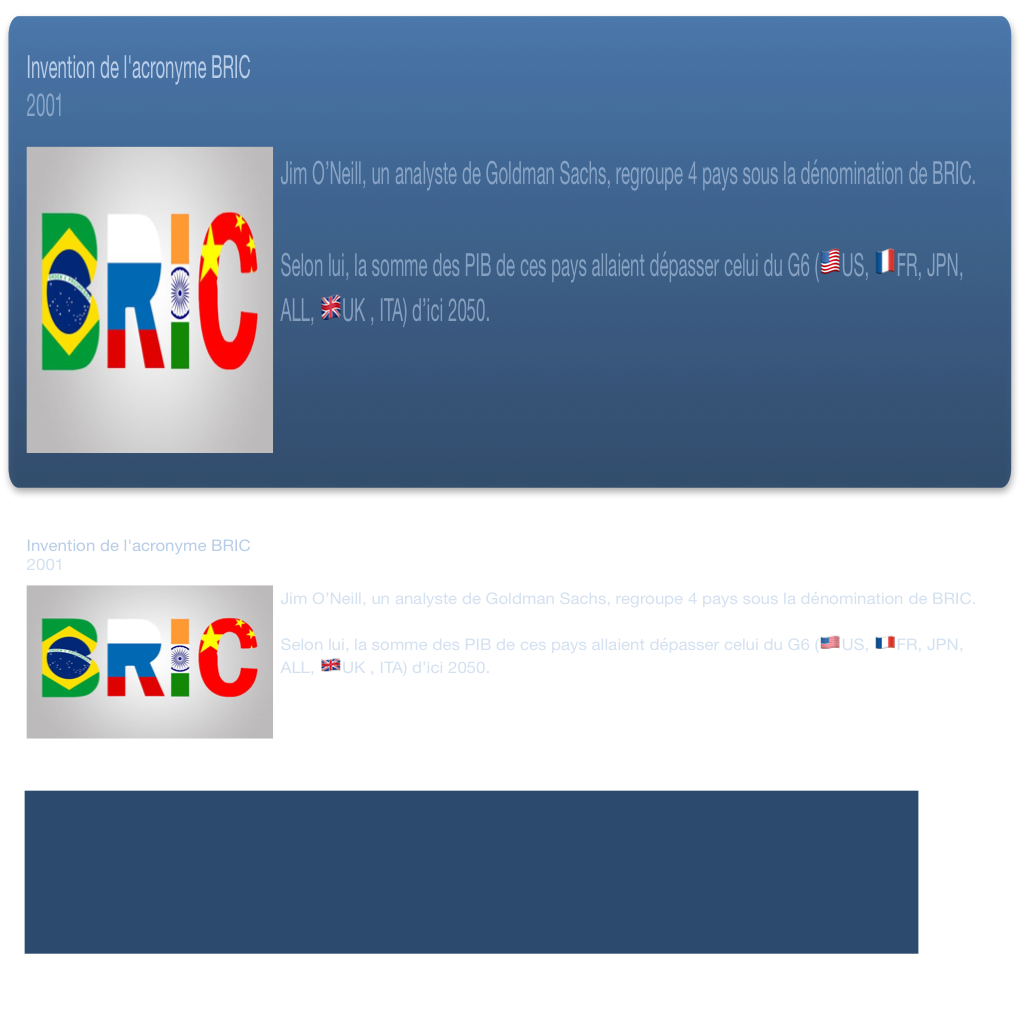 Invention de l'acronyme BRIC
2001
BRIC
Jim O’Neill, un analyste de Goldman Sachs, regroupe 4 pays sous la dénomination de BRIC.
Selon lui, la somme des PIB de ces pays allaient dépasser celui du G6 (🇺🇸US, 🇫🇷FR, JPN,
ALL, 🇬🇧UK , ITA) d’ici 2050.
Invention de l'acronyme BRIC
2001
BRIC
Jim O’Neill, un analyste de Goldman Sachs, regroupe 4 pays sous la dénomination de BRIC.
Selon lui, la somme des PIB de ces pays allaient dépasser celui du G6 (🇺🇸US, 🇫🇷FR, JPN,
ALL, 🇬🇧UK , ITA) d’ici 2050.